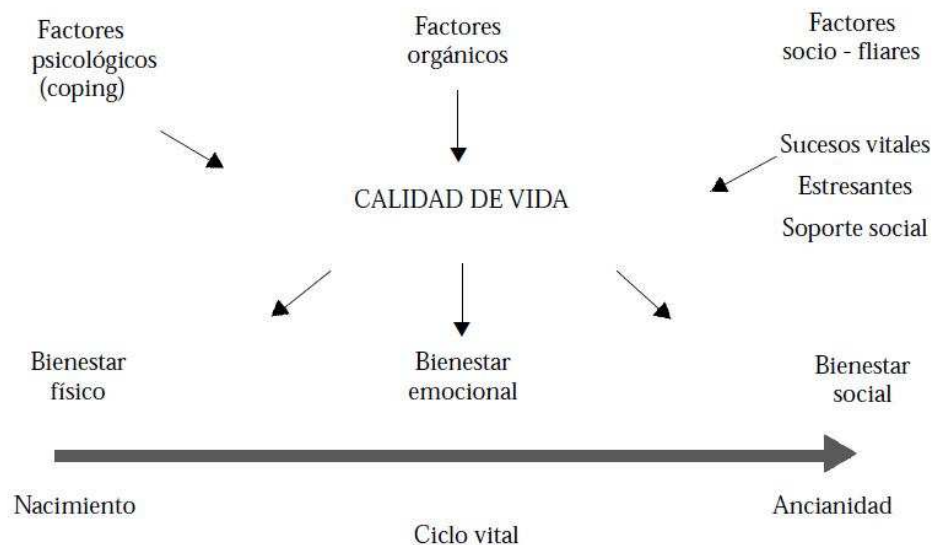 Factores
psicológicos
(coping)
Factores
orgánicos
Factores
socio - fliares
Sucesos vitales
Estresantes
Soporte social
CALIDAD DE VIDA
Bienestar
físico
Bienestar
emocional
Bienestar
social
Nacimiento
Ancianidad
Ciclo vital